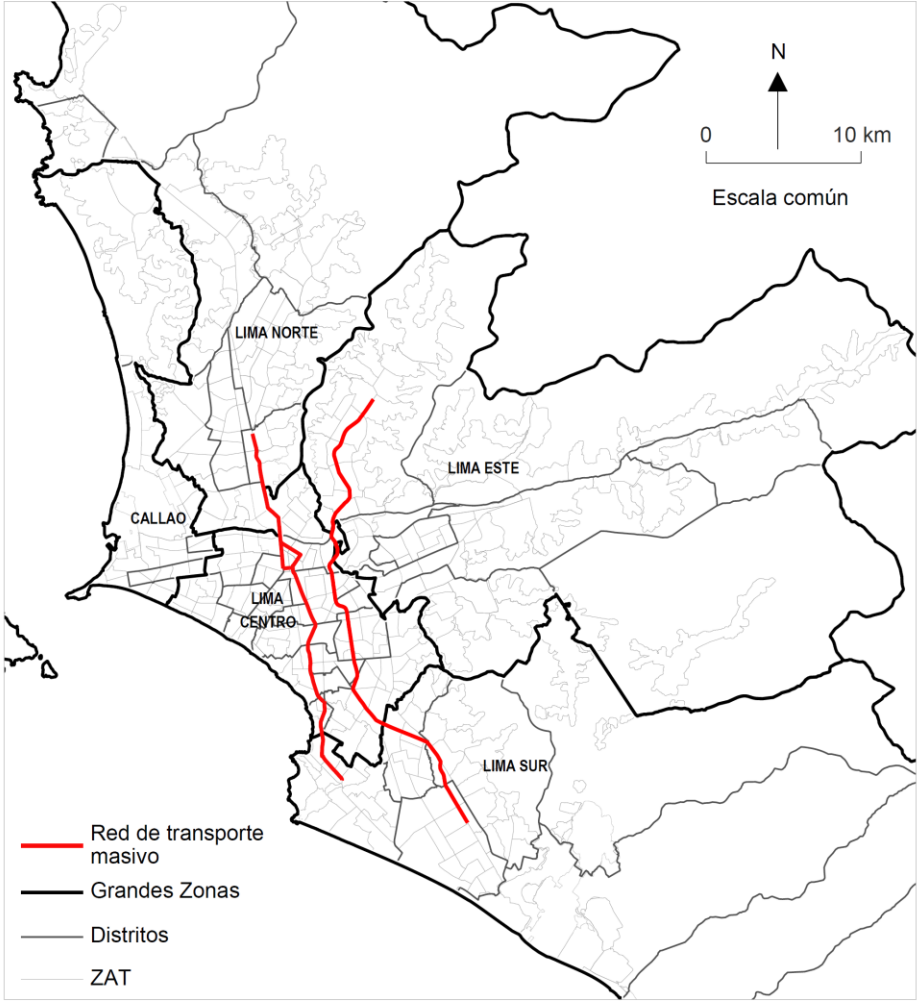 N
0 10 km
Escala común
LIMA NORTE
LIMA ESTE
CALLAO
LIMA
CENTRO
LIMA SUR
Red de transporte
masivo
Grandes Zonas
Distritos
ZAT